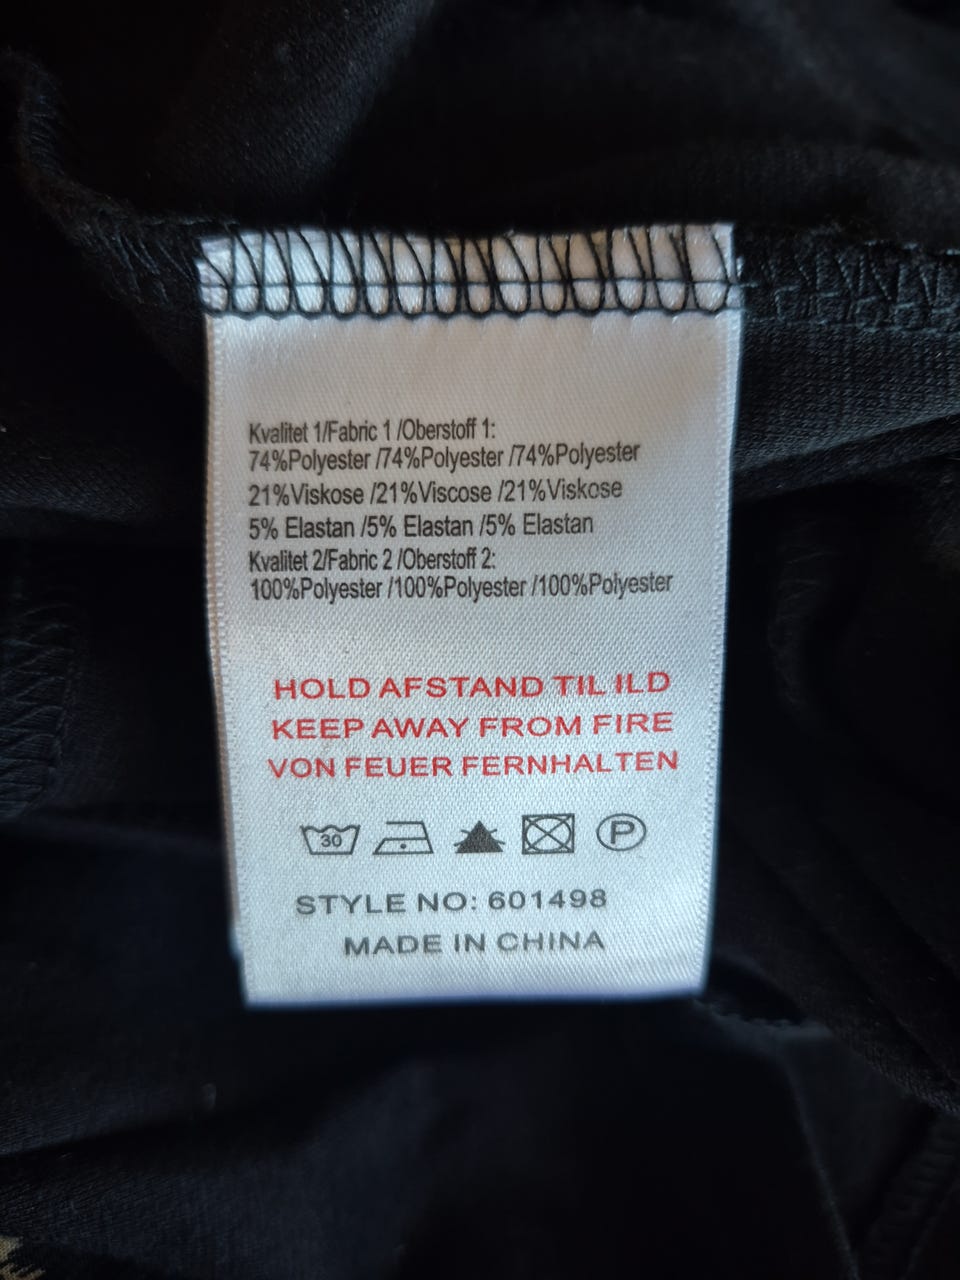 Kvalitet 1/Fabric 1 /Oberstoff 1:
74%Polyester /74%Polyester /74%Polyester
21%Viskose /21%Viscose /21%Viskose
5% Elastan /5% Elastan /5% Elastan
Kvalitet 2/Fabric 2 /Oberstoff 2:
100%Polyester /100%Polyester /100%Polyester
HOLD AFSTAND TIL ILD
KEEP AWAY FROM FIRE
VON FEUER FERNHALTEN
30 P
STYLE NO: 601498
MADE IN CHINA